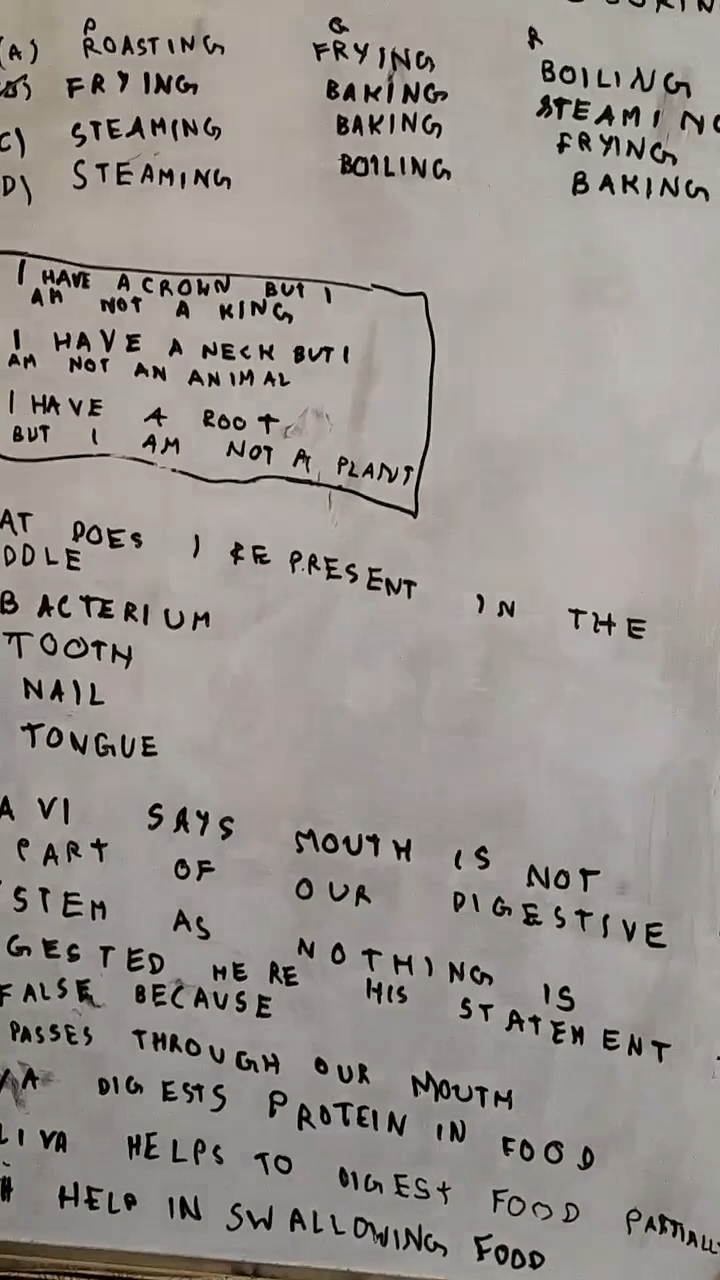 P G R
(A) ROASTING FRYING BOILING
FRYING BAKING STEAMING
C) STEAMING BAKING FRYING
D) STEAMING BOILING BAKING
I HAVE A CROWN BUT I
AM NOT A KING
I HAVE A NECK BUT I
AM NOT AN ANIMAL
I HAVE A ROOT
BUT I AM NOT A PLANT
AT DOES I REPRESENT IN THE
DDLE
BACTERIUM
TOOTH
NAIL
TONGUE
AVI SAYS MOUTH IS NOT
PART OF OUR DIGESTIVE
STEM AS NOTHING IS
GESTED HERE HIS STATEMENT
FALSE BECAUSE
PASSES THROUGH OUR MOUTH
VA DIGESTS PROTEIN IN FOOD
LIVA HELPS TO DIGEST FOOD PARTIALL
H HELP IN SWALLOWING FOOD